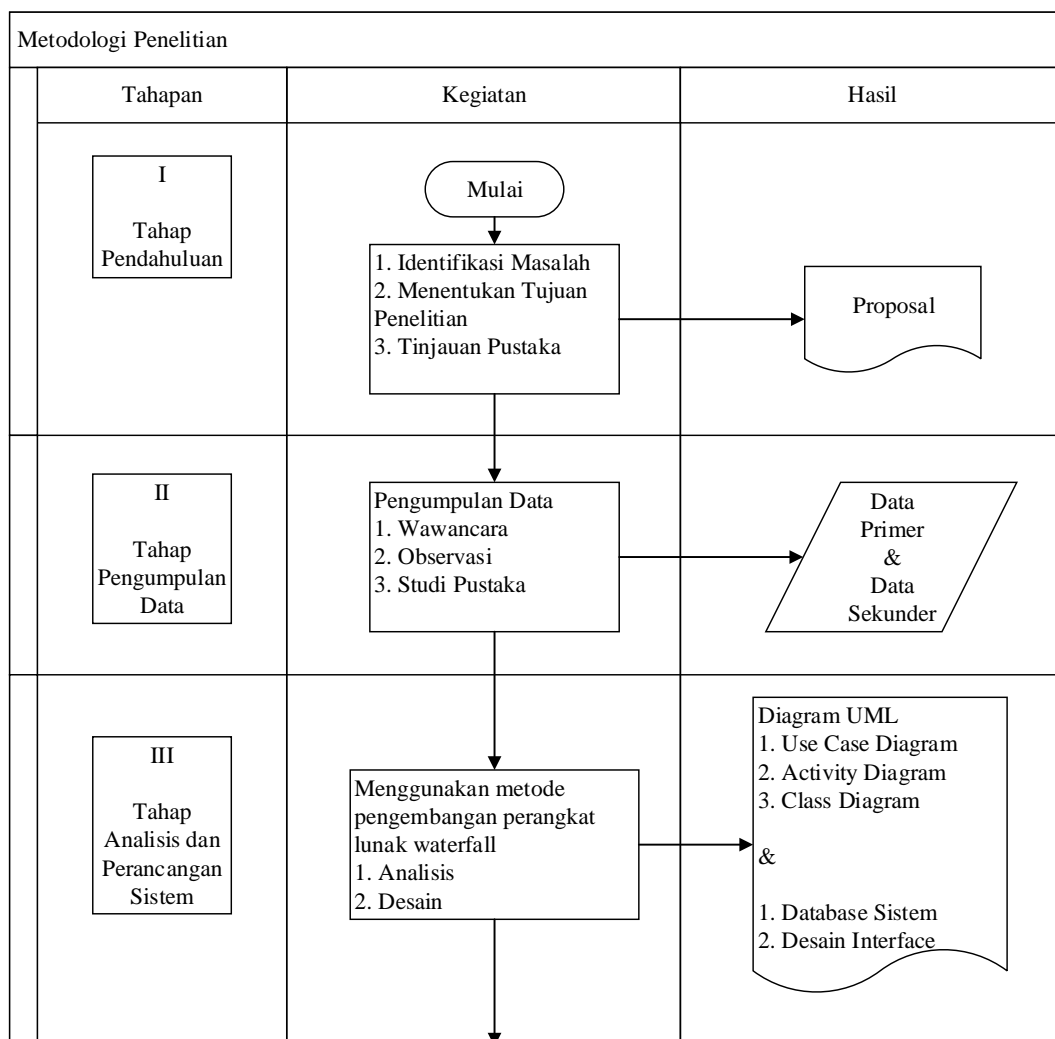 Metodologi Penelitian
Tahapan
Kegiatan
Hasil
I
Tahap
Pendahuluan
Mulai
1. Identifikasi Masalah
2. Menentukan Tujuan
Penelitian
3. Tinjauan Pustaka
Proposal
II
Tahap
Pengumpulan
Data
Pengumpulan Data
1. Wawancara
2. Observasi
3. Studi Pustaka
Data
Primer
&
Data
Sekunder
III
Tahap
Analisis dan
Perancangan
Sistem
Menggunakan metode
pengembangan perangkat
lunak waterfall
1. Analisis
2. Desain
Diagram UML
1. Use Case Diagram
2. Activity Diagram
3. Class Diagram
&
1. Database Sistem
2. Desain Interface